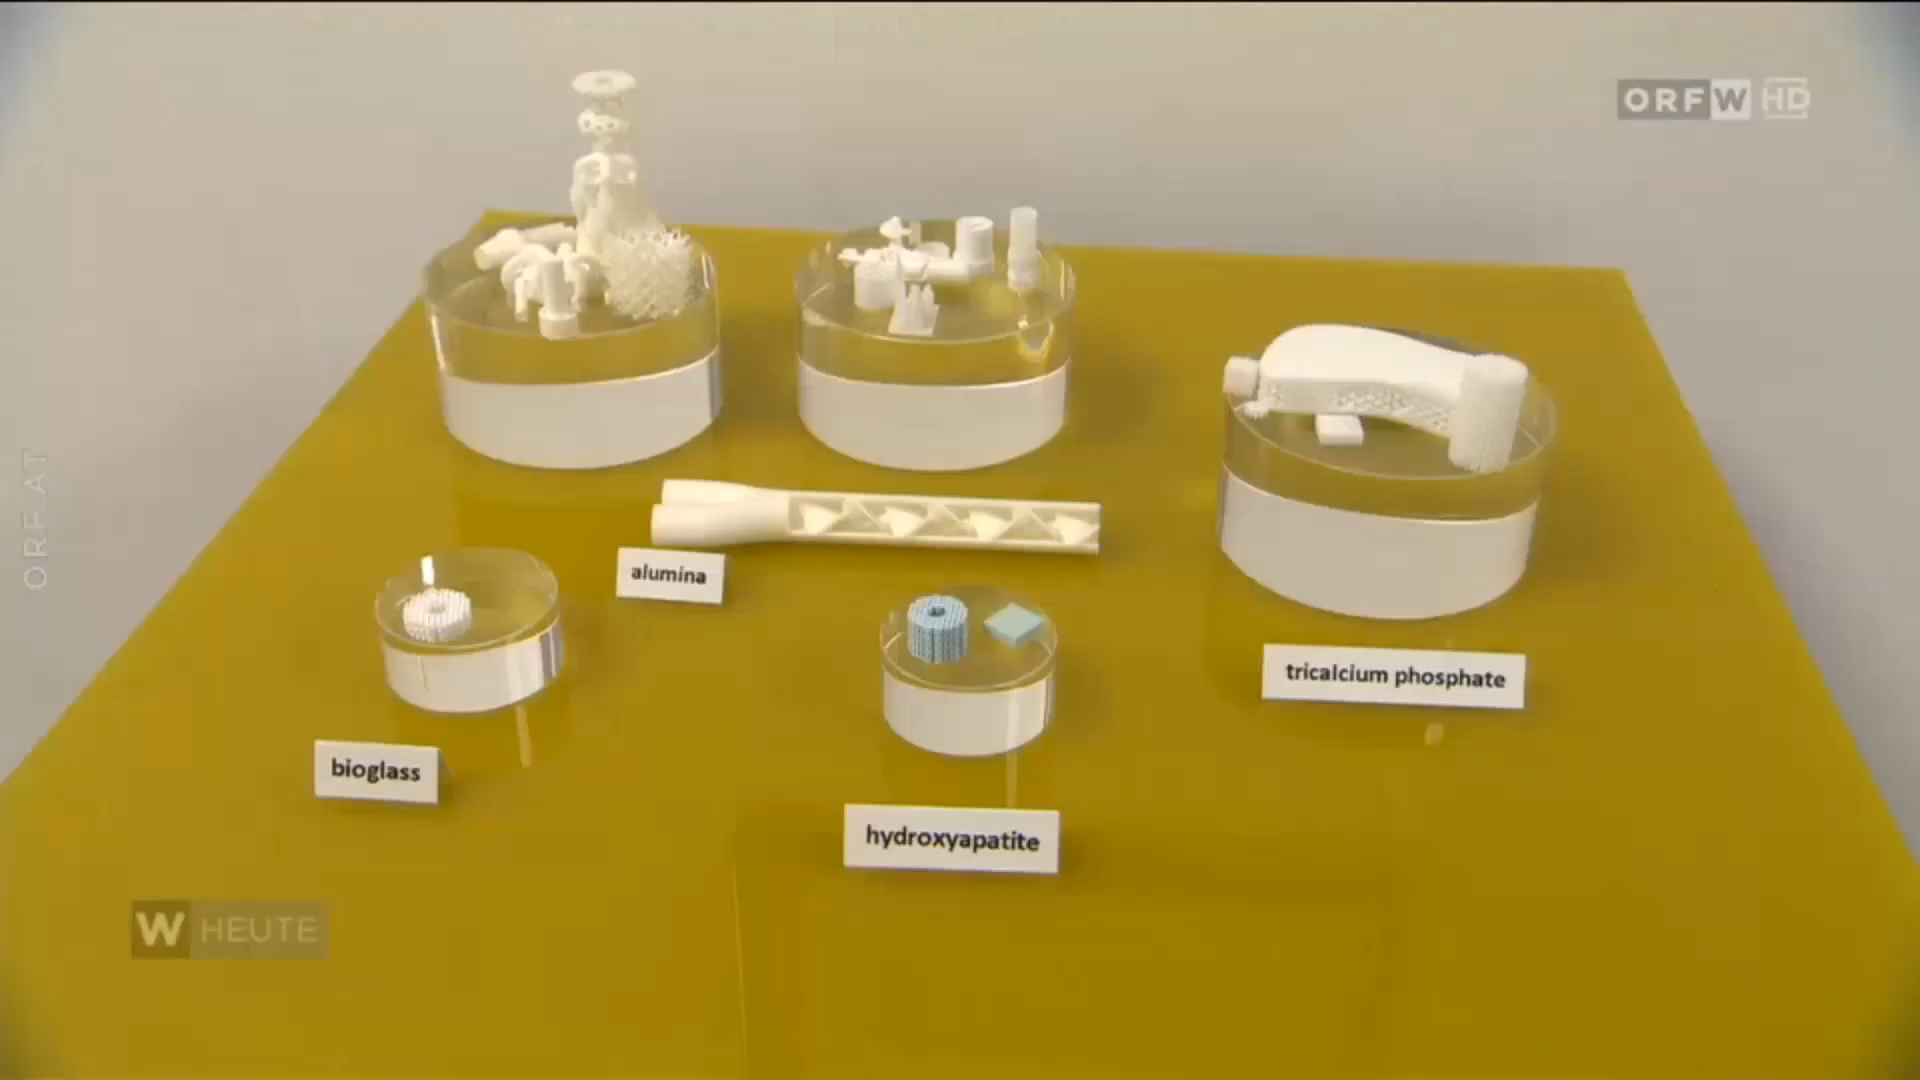 ORF W HD
ORF.AT
alumina
tricalcium phosphate
bioglass
hydroxyapatite
W HEUTE